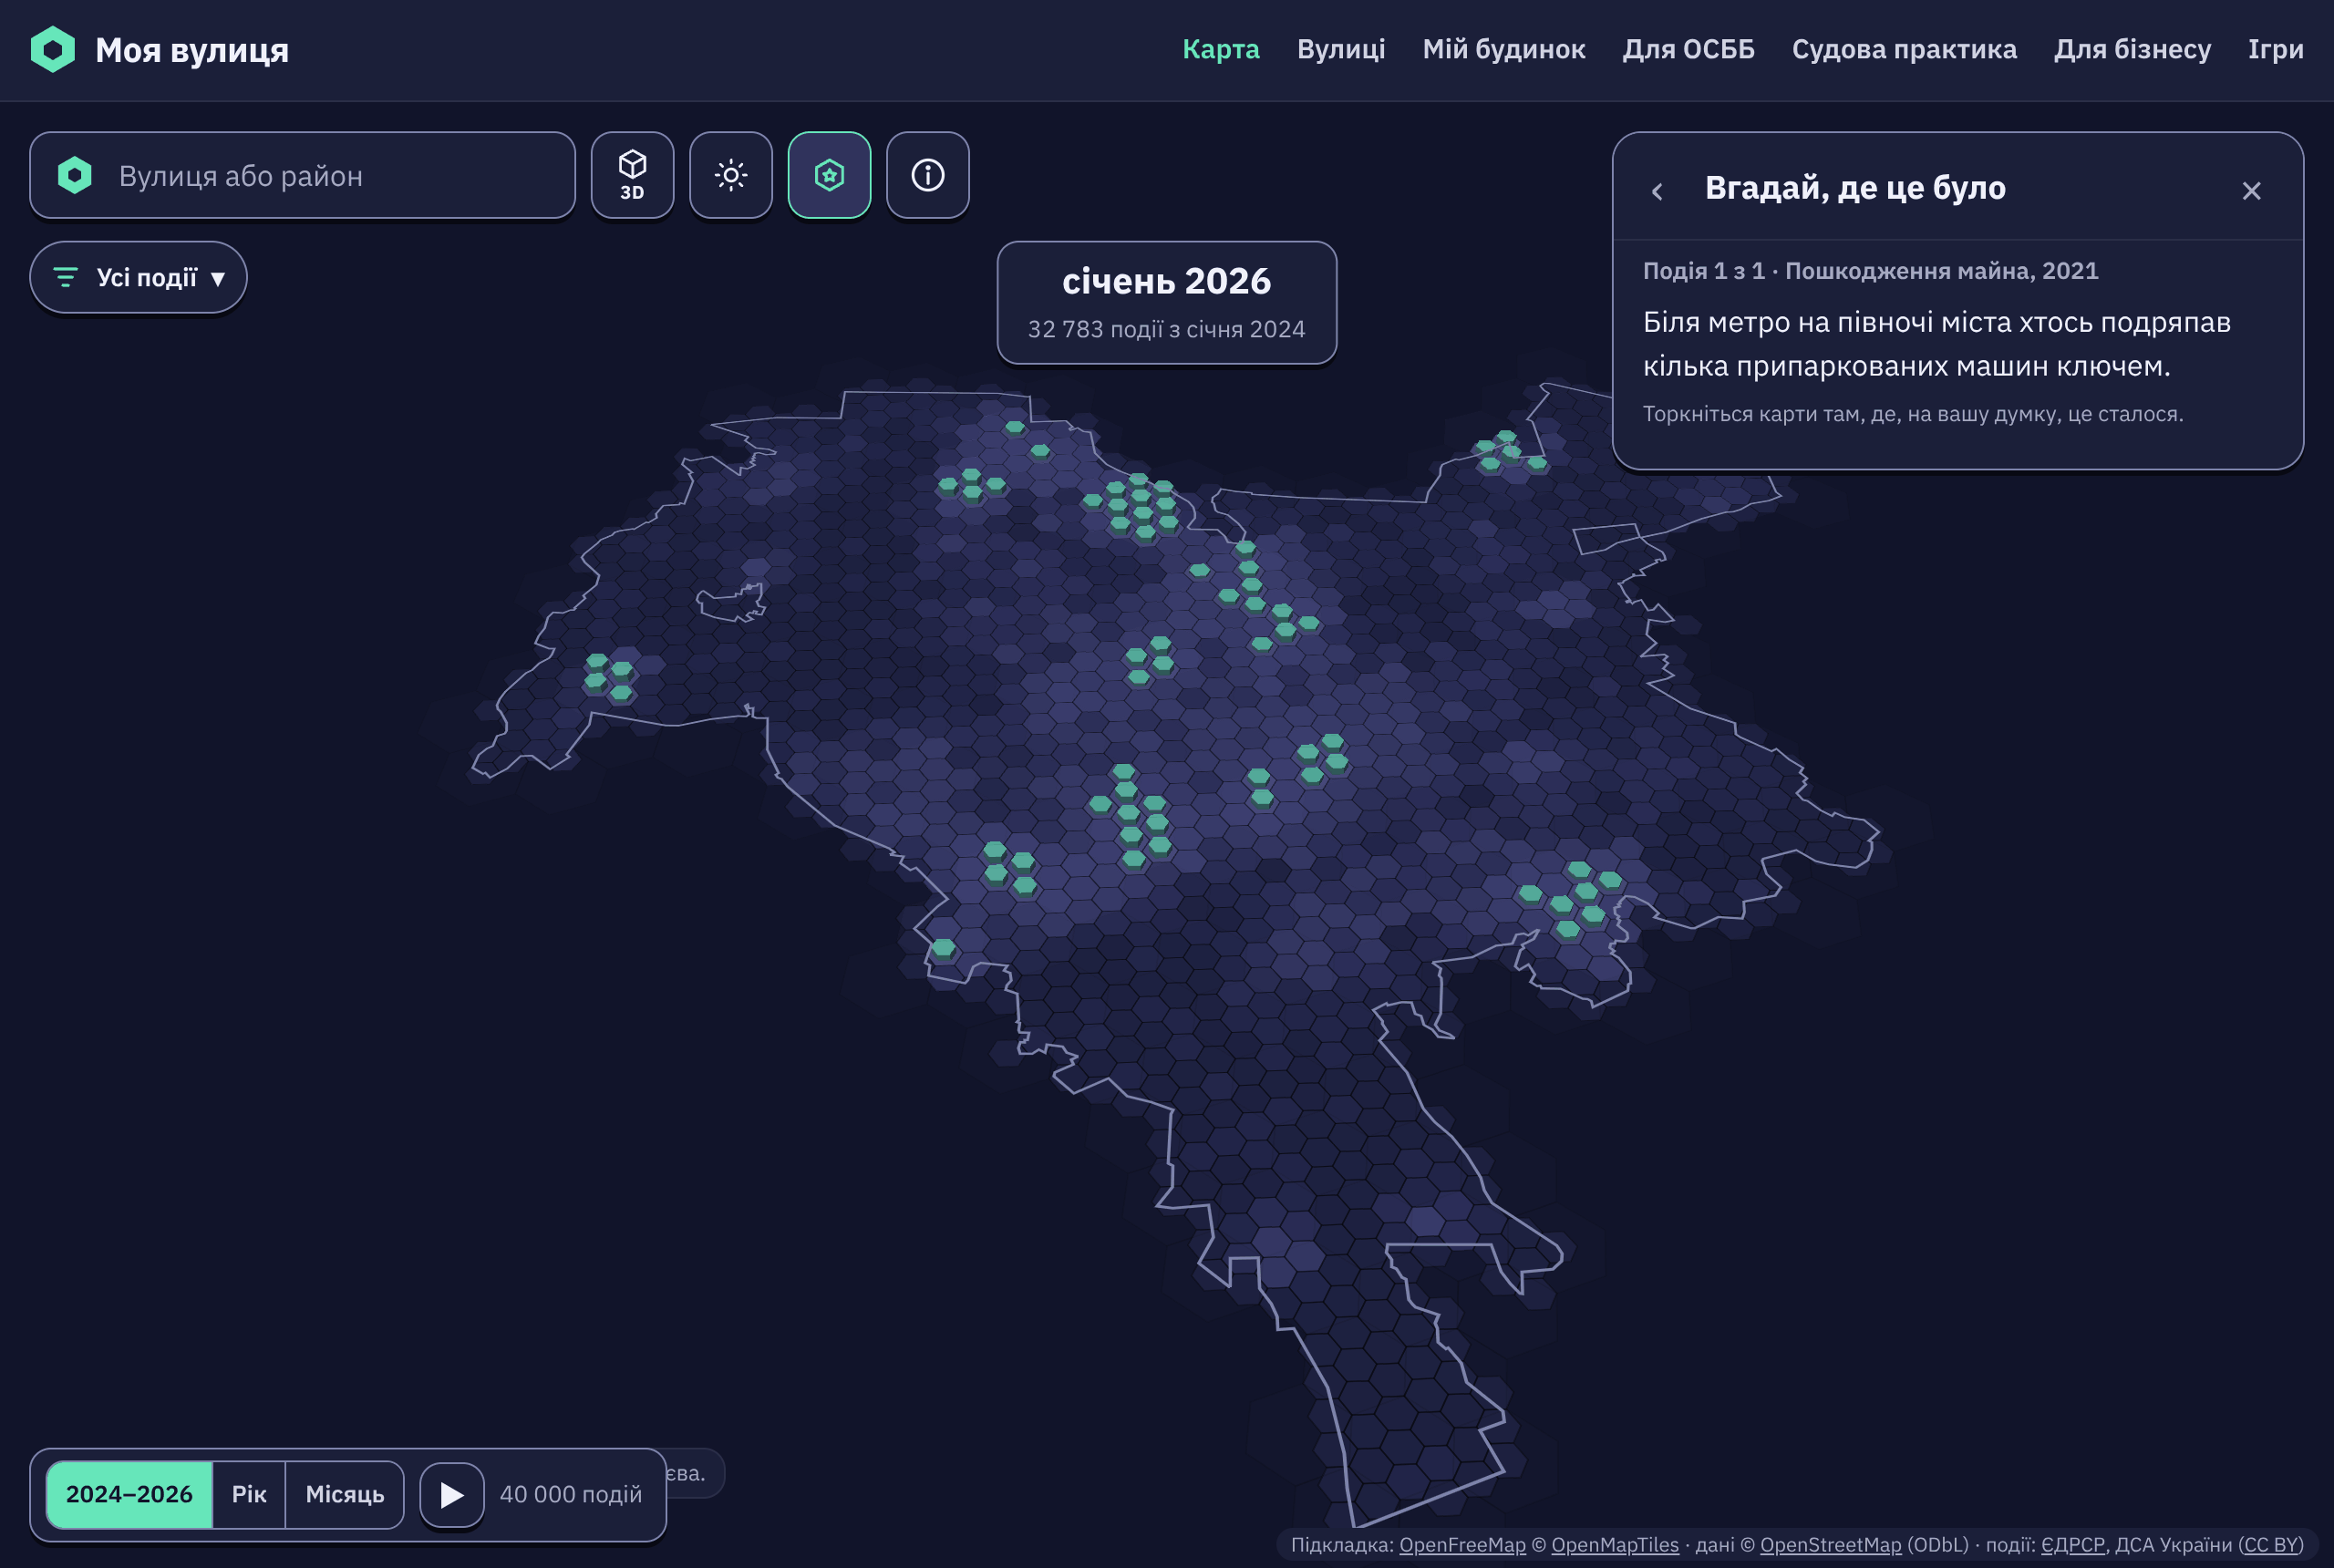 Моя вулиця
Карта Вулиці Мій будинок Для ОСББ Судова практика Для бізнесу Ігри
Вулиця або район
3D
Усі події ▼
січень 2026
32 783 події з січня 2024
‹ Вгадай, де це було ×
Подія 1 з 1 · Пошкодження майна, 2021
Біля метро на півночі міста хтось подряпав
кілька припаркованих машин ключем.
Торкніться карти там, де, на вашу думку, це сталося.
2024–2026 Рік Місяць 40 000 подій
єва.
Підкладка: OpenFreeMap © OpenMapTiles · дані © OpenStreetMap (ODbL) · події: ЄДРСР, ДСА України (CC BY)